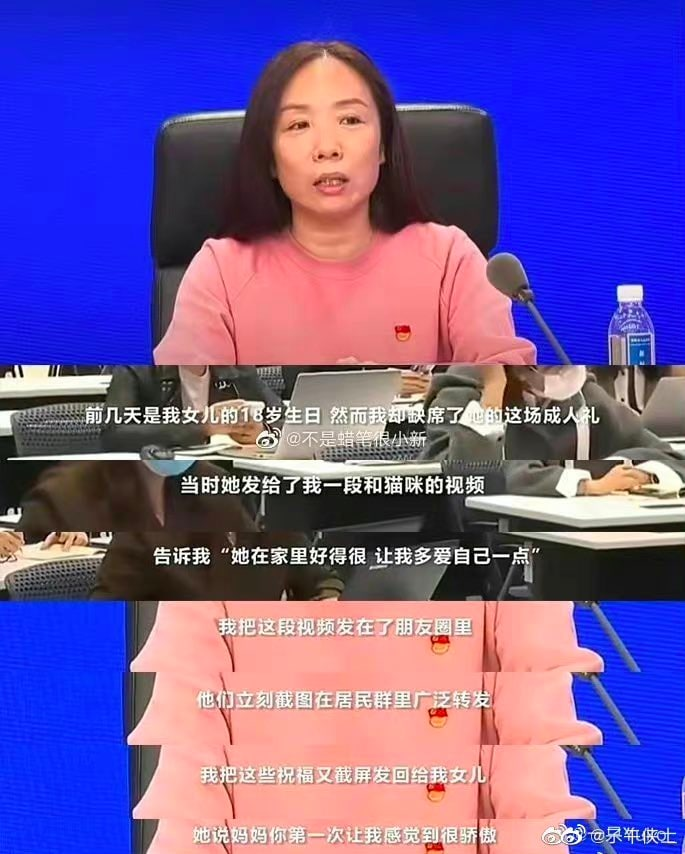 前几天是我女儿的18岁生日 然而我却缺席了她的这场成人礼
@不是蜡笔很小新
当时她发给了我一段和猫咪的视频
告诉我“她在家里好得很 让我多爱自己一点”
我把这段视频发在了朋友圈里
他们立刻截图在居民群里广泛转发
我把这些祝福又截屏发回给我女儿
她说妈妈你第一次让我感觉到很骄傲